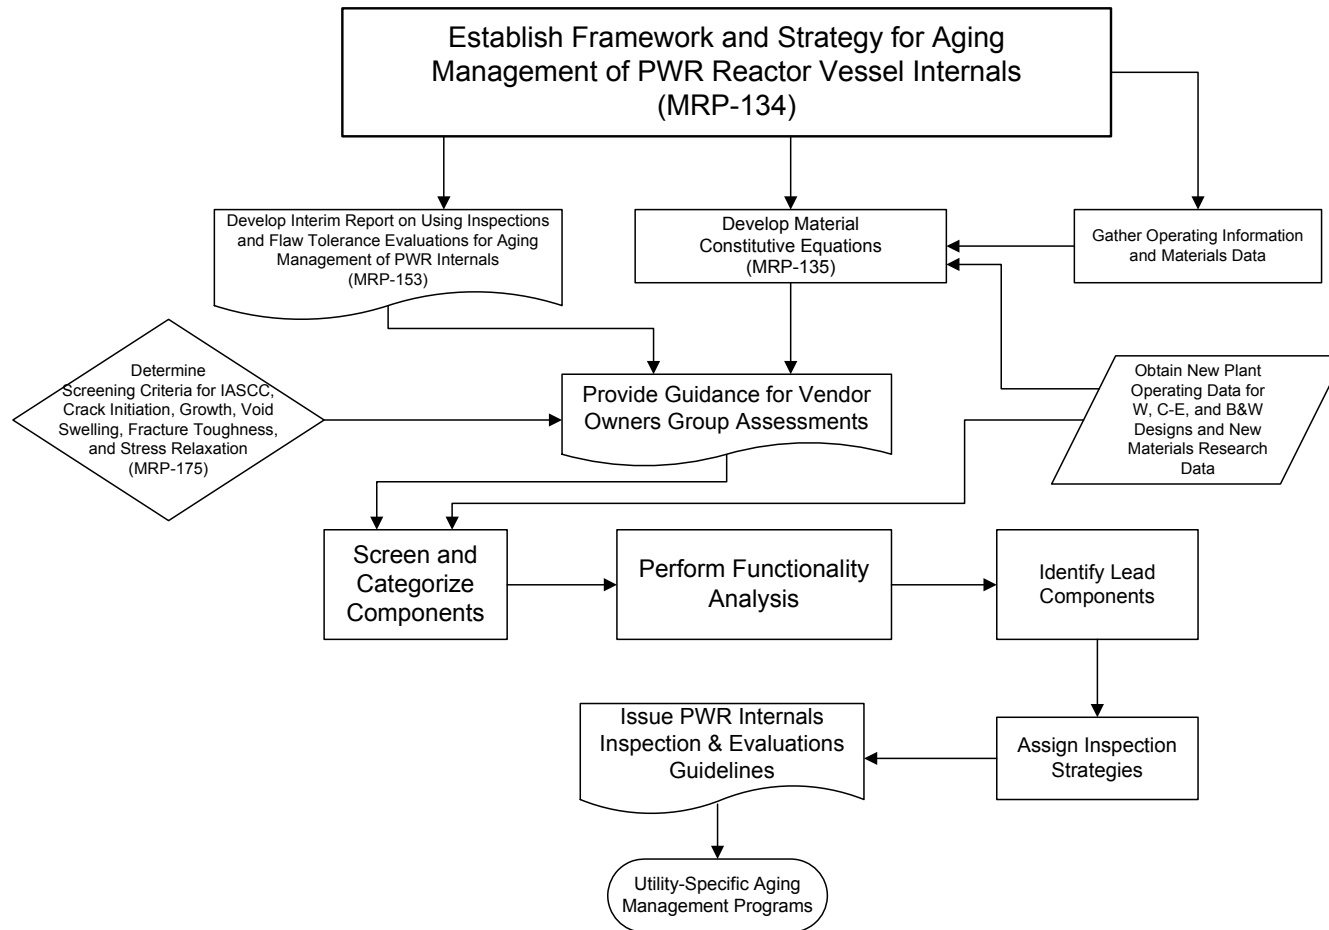 Establish Framework and Strategy for Aging
Management of PWR Reactor Vessel Internals
(MRP-134)
Develop Interim Report on Using Inspections
and Flaw Tolerance Evaluations for Aging
Management of PWR Internals
(MRP-153)
Develop Material
Constitutive Equations
(MRP-135)
Gather Operating Information
and Materials Data
Determine
Screening Criteria for IASCC,
Crack Initiation, Growth, Void
Swelling, Fracture Toughness,
and Stress Relaxation
(MRP-175)
Provide Guidance for Vendor
Owners Group Assessments
Obtain New Plant
Operating Data for
W, C-E, and B&W
Designs and New
Materials Research
Data
Screen and
Categorize
Components
Perform Functionality
Analysis
Identify Lead
Components
Issue PWR Internals
Inspection & Evaluations
Guidelines
Assign Inspection
Strategies
Utility-Specific Aging
Management Programs